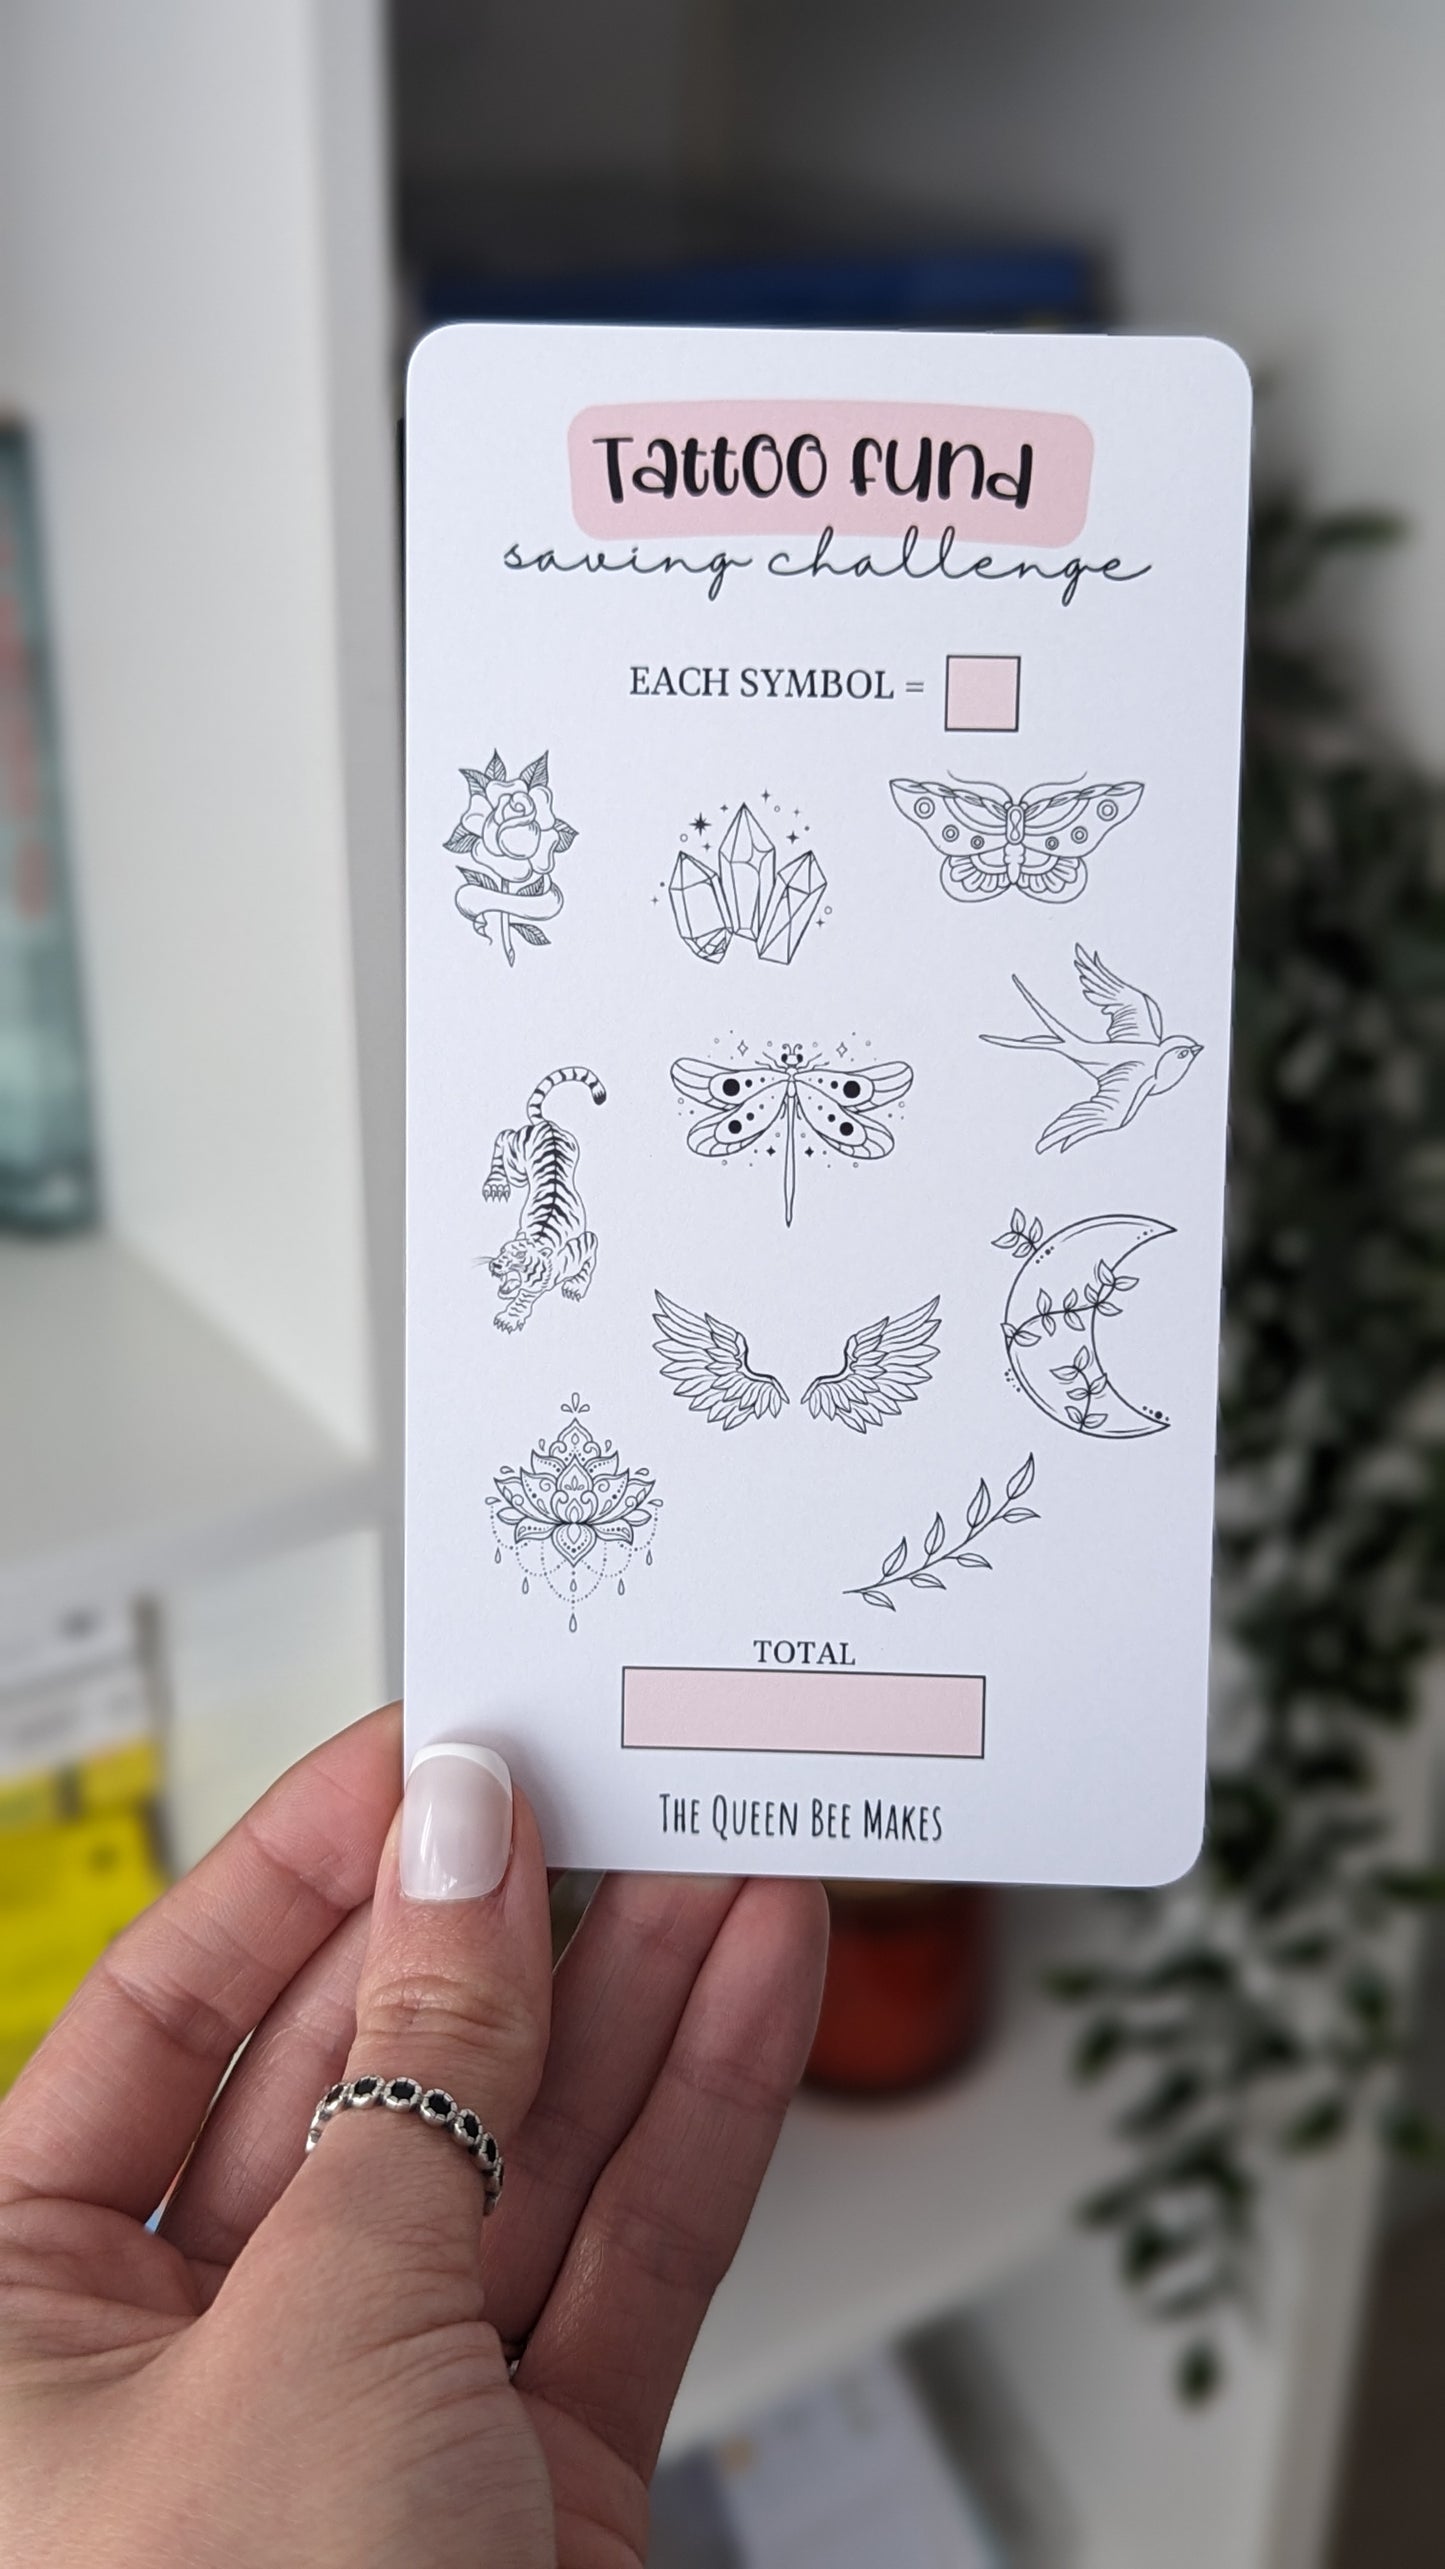 Tattoo fund
saving challenge
EACH SYMBOL =
TOTAL
THE QUEEN BEE MAKES